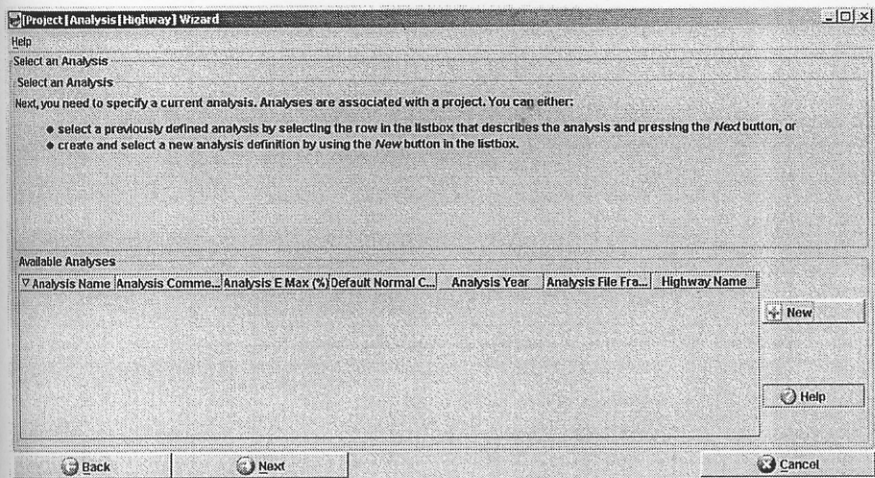 [Project|Analysis|Highway] Wizard
Help
Select an Analysis
Select an Analysis
Next, you need to specify a current analysis. Analyses are associated with a project. You can either:
● select a previously defined analysis by selecting the row in the listbox that describes the analysis and pressing the Next button, or
● create and select a new analysis definition by using the New button in the listbox.
Available Analyses
Analysis Name Analysis Comme... Analysis E Max (%) Default Normal C... Analysis Year Analysis File Fra... Highway Name
New
Help
Back Next Cancel